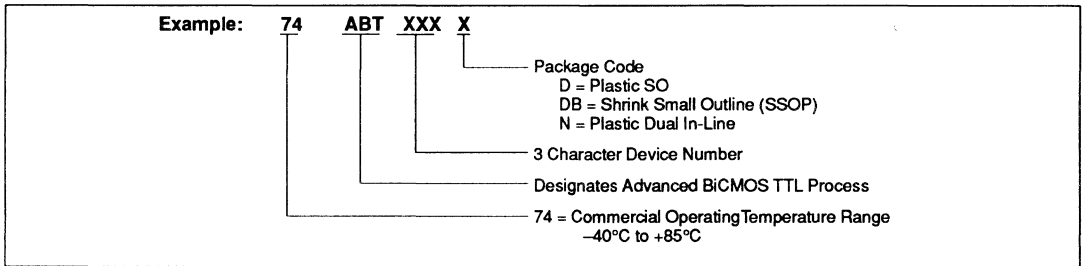 Example: 74 ABT XXX X
Package Code
D = Plastic SO
DB = Shrink Small Outline (SSOP)
N = Plastic Dual In-Line
3 Character Device Number
Designates Advanced BiCMOS TTL Process
74 = Commercial OperatingTemperature Range
–40°C to +85°C